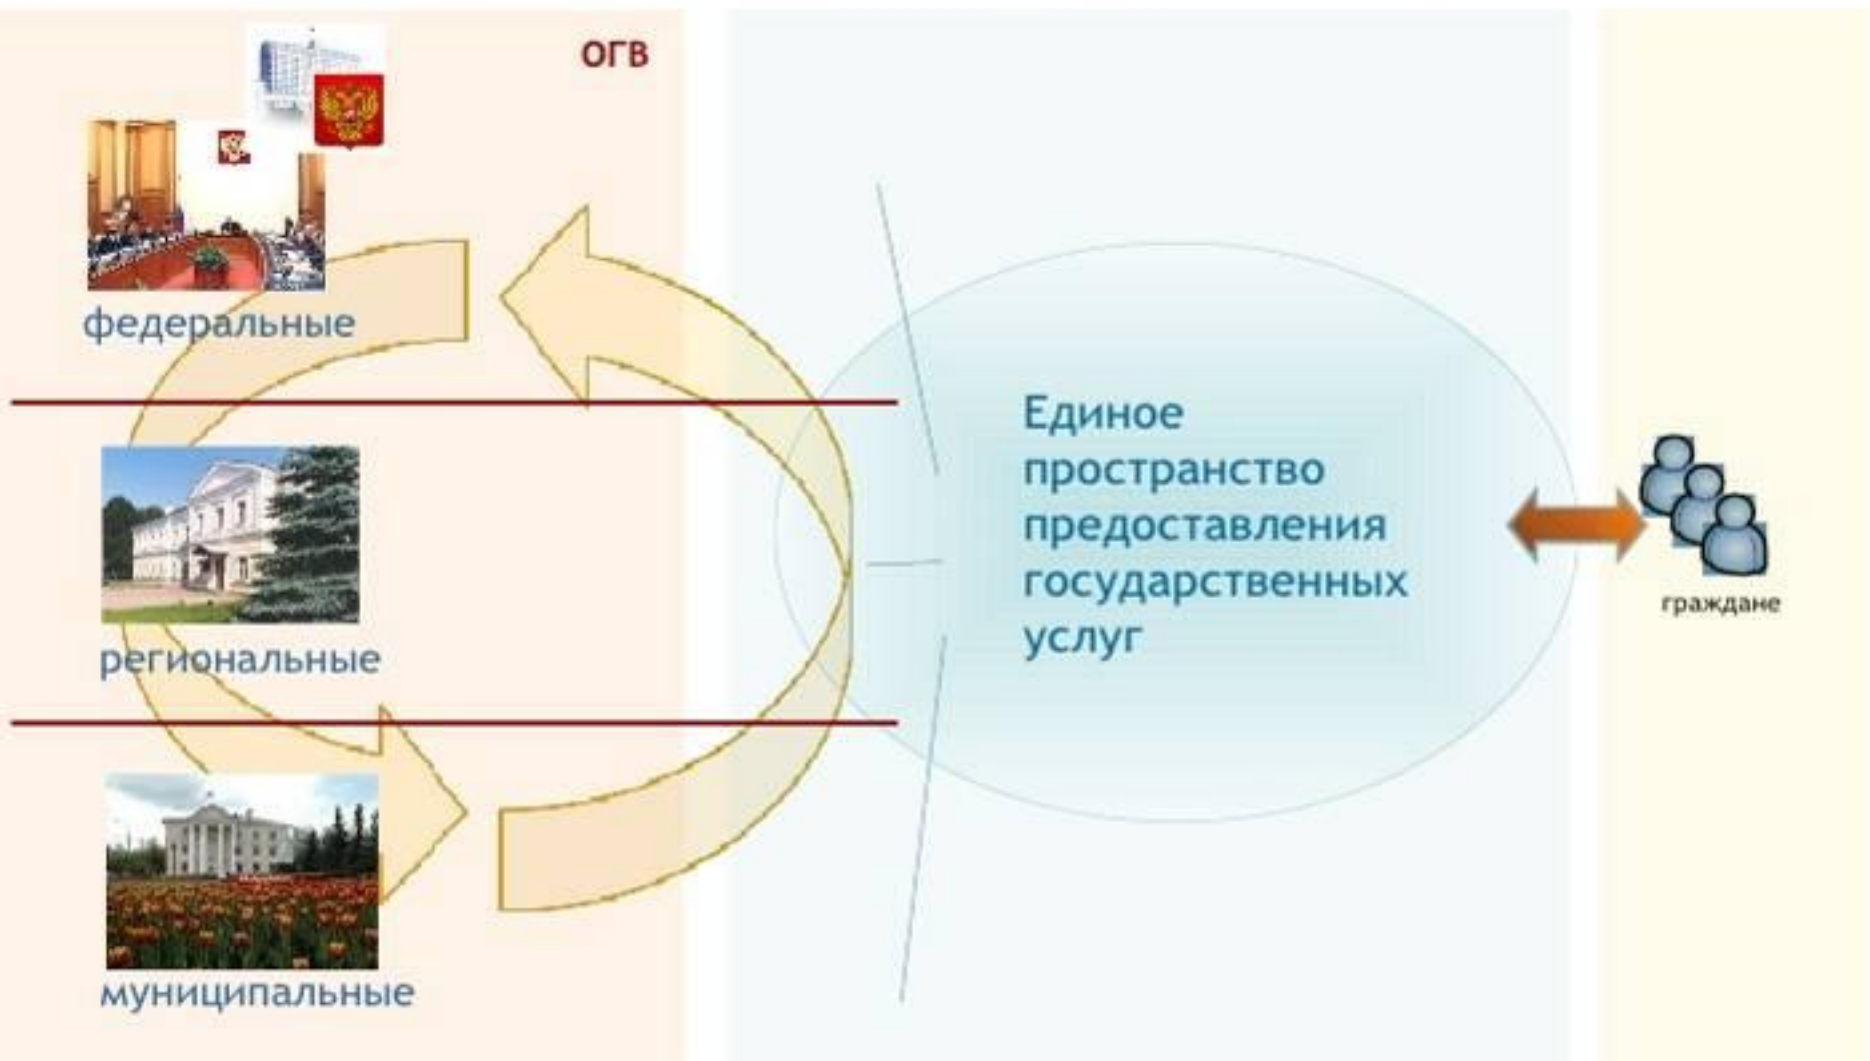 ОГВ
федеральные
региональные
муниципальные
Единое
пространство
предоставления
государственных
услуг
граждане